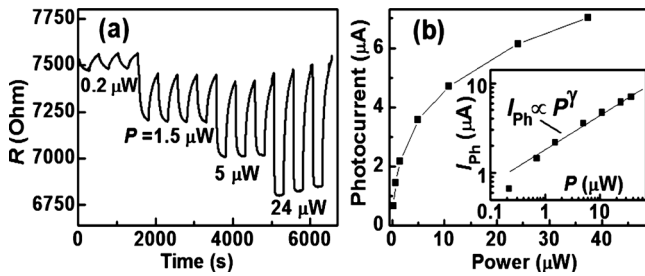 (a)
7750
7500
7250
7000
6750
R (Ohm)
0.2 μW
P =1.5 μW
5 μW
24 μW
0 2000 4000 6000
Time (s)
(b)
6
4
2
0
Photocurrent (μA)
0 10 20 30 40
Power (μW)
10
1
I_Ph (μA)
I_Ph∝ P^γ
P (μW)
0.1 1 10